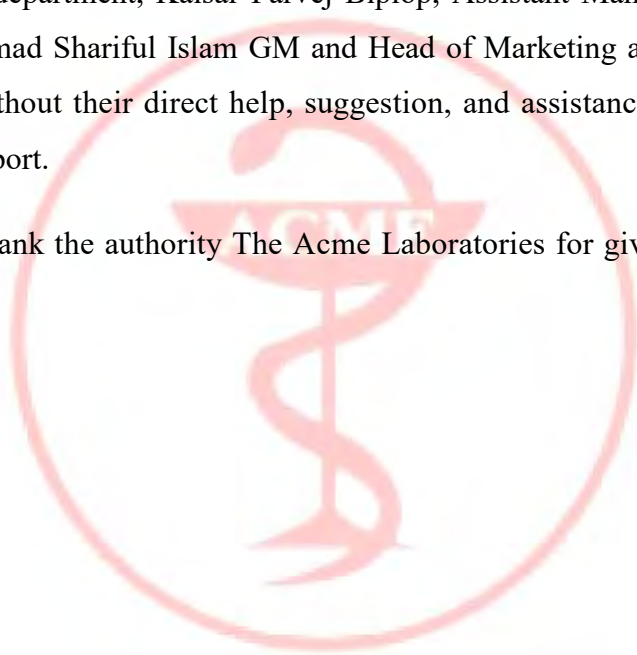 department, Kaisar Parvej Biplop, Assistant Man
mad Shariful Islam GM and Head of Marketing a
thout their direct help, suggestion, and assistanc
port.
ACME
ank the authority The Acme Laboratories for giv